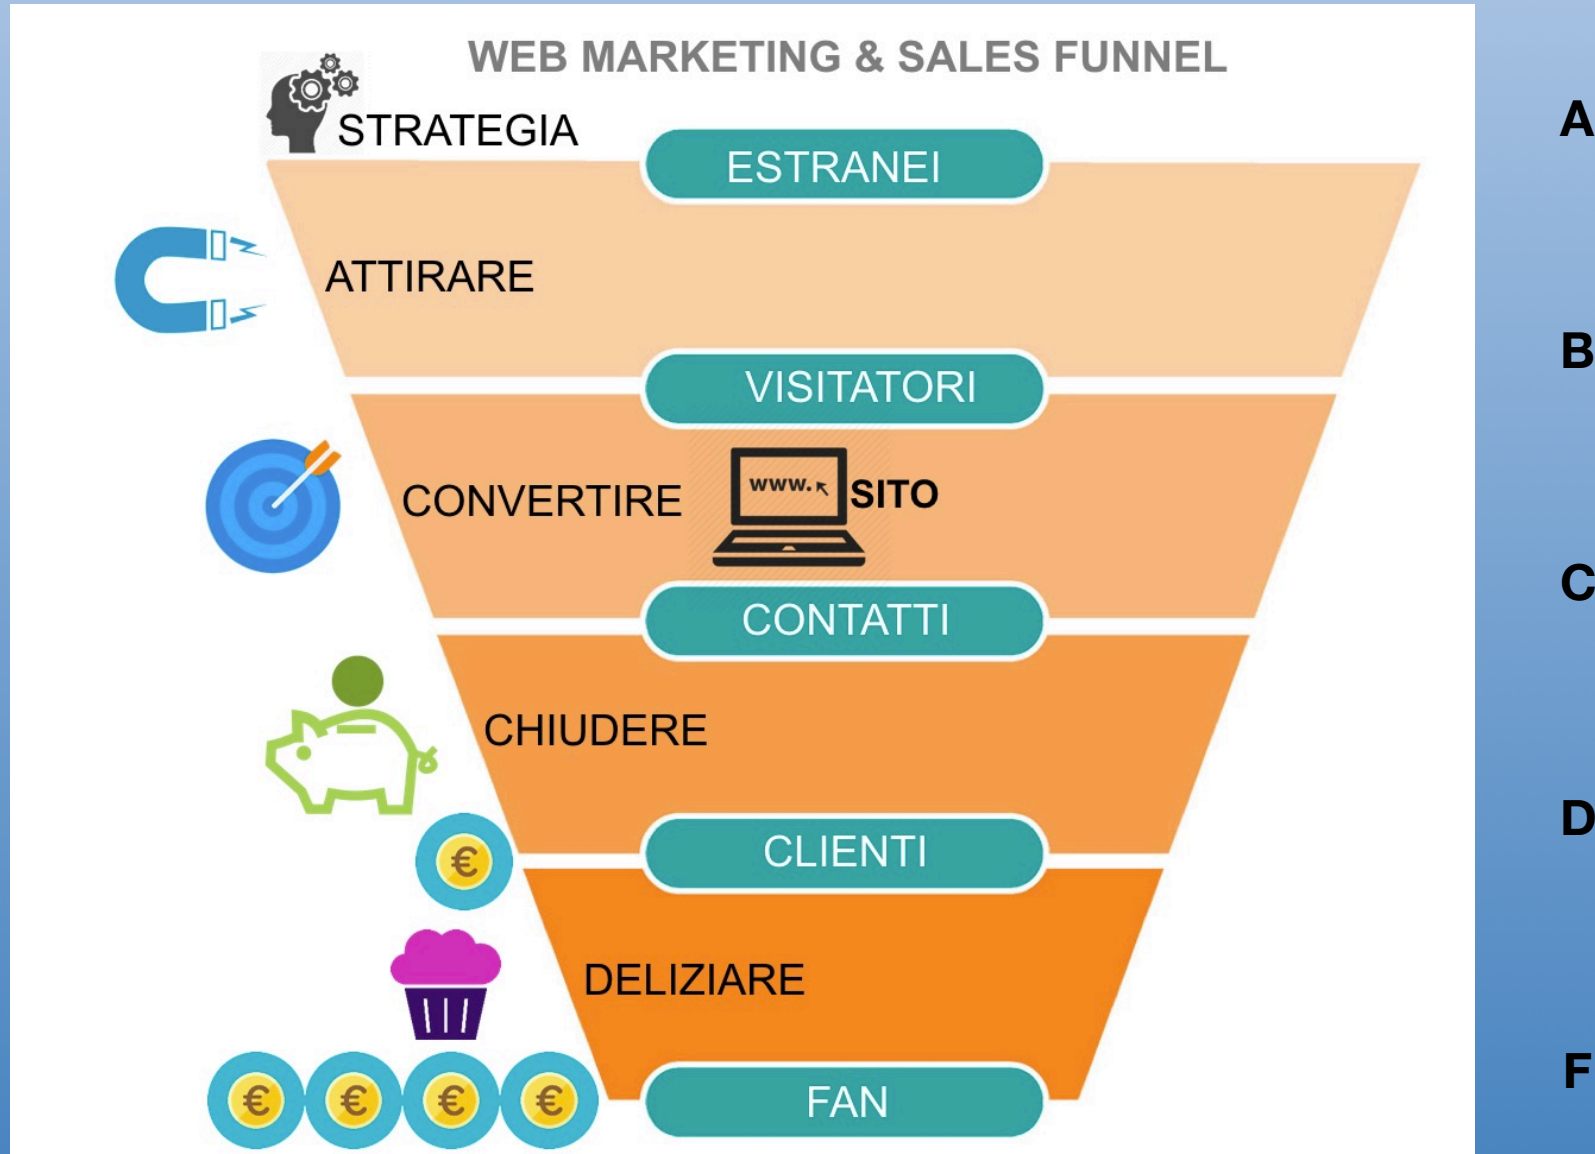 WEB MARKETING & SALES FUNNEL
STRATEGIA
ESTRANEI
A
ATTIRARE
VISITATORI
B
CONVERTIRE
www.
SITO
CONTATTI
C
CHIUDERE
CLIENTI
D
€
DELIZIARE
€ € € €
FAN
F